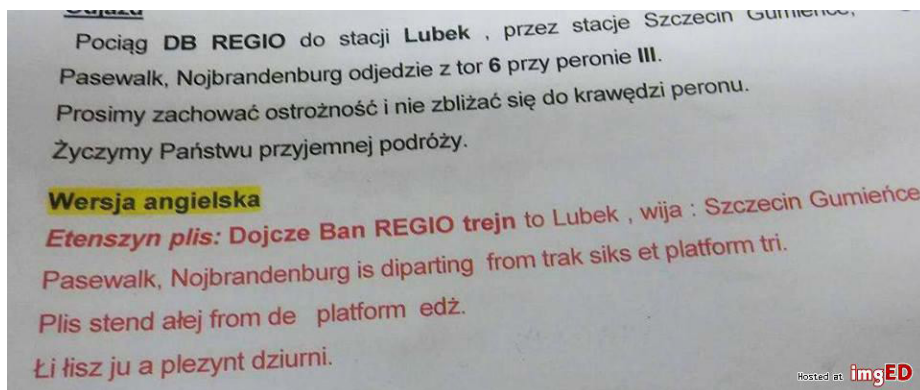 Odjazd
Pociąg DB REGIO do stacji Lubek , przez stacje Szczecin Gumieńce,
Pasewalk, Nojbrandenburg odjedzie z tor 6 przy peronie III.
Prosimy zachować ostrożność i nie zbliżać się do krawędzi peronu.
Życzymy Państwu przyjemnej podróży.
Wersja angielska
Etenszyn plis: Dojcze Ban REGIO trejn to Lubek , wija : Szczecin Gumieńce
Pasewalk, Nojbrandenburg is diparting from trak siks et platform tri.
Plis stend ałej from de platform edż.
Łi łisz ju a plezynt dziurni.
Hosted at imgED